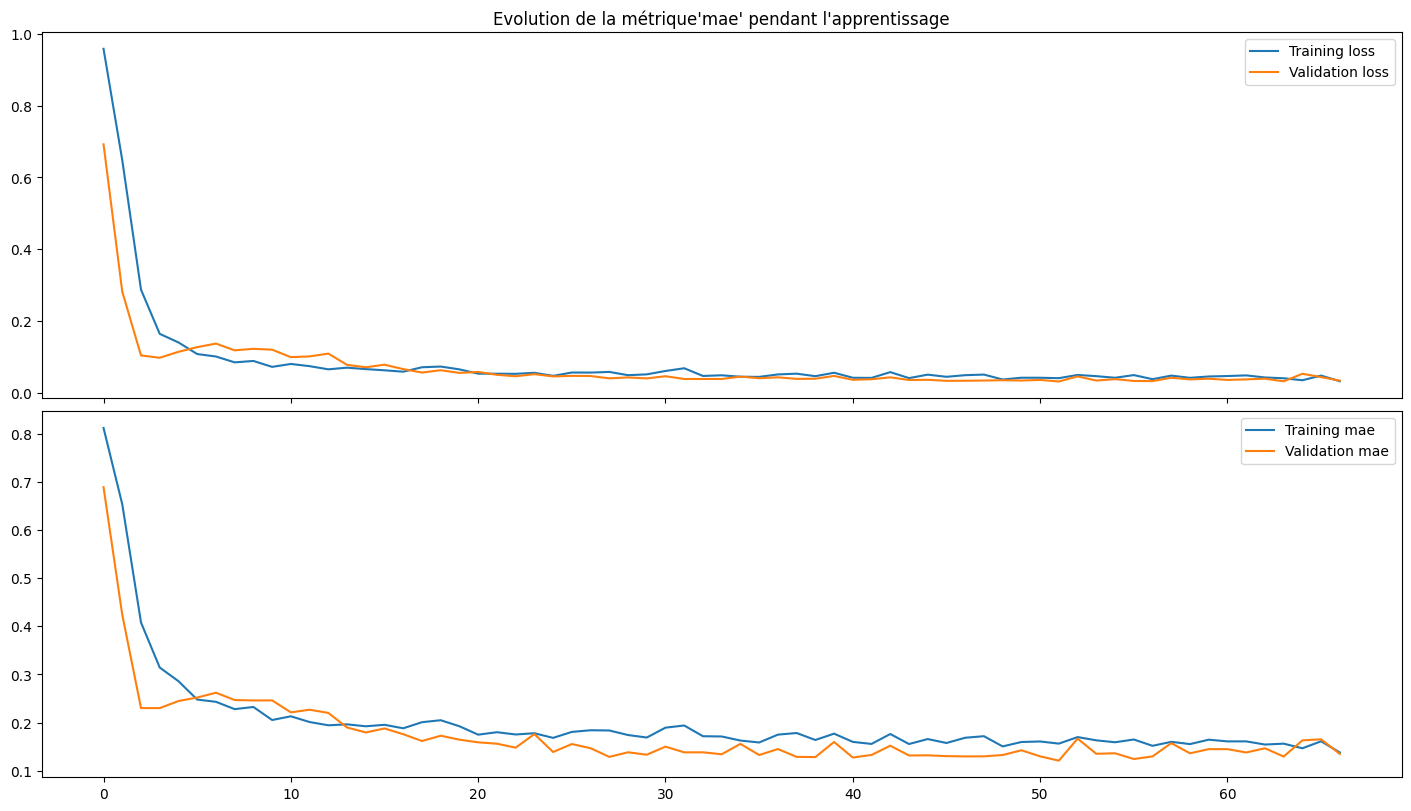 Evolution de la métrique'mae' pendant l'apprentissage
1.0
0.8
0.6
0.4
0.2
0.0
Training loss
Validation loss
0.8
0.7
0.6
0.5
0.4
0.3
0.2
0.1
Training mae
Validation mae
0 10 20 30 40 50 60